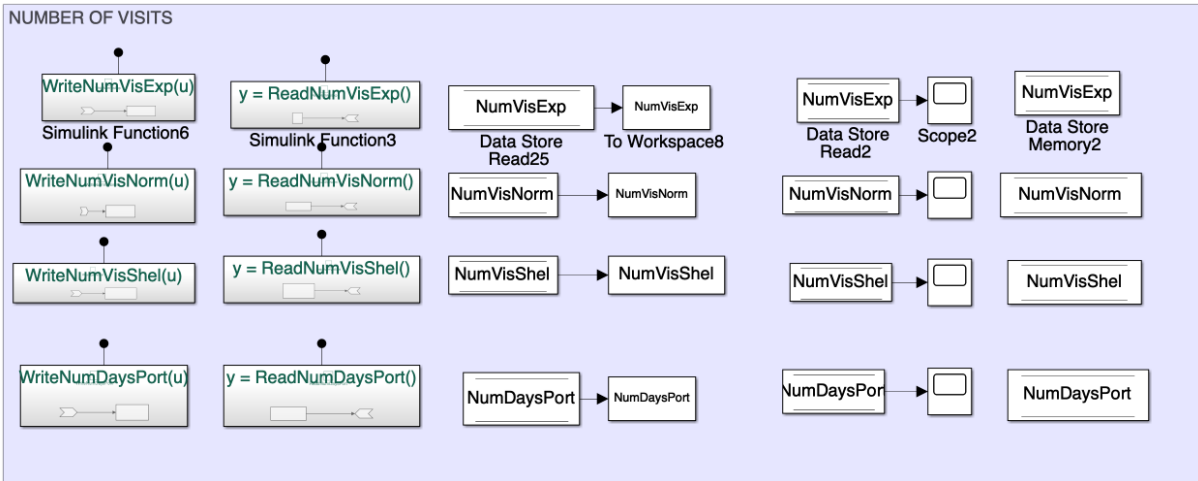 NUMBER OF VISITS
WriteNumVisExp(u)
Simulink Function6
y = ReadNumVisExp()
Simulink Function3
NumVisExp
Data Store
Read25
NumVisExp
To Workspace8
NumVisExp
Data Store
Read2
Scope2
NumVisExp
Data Store
Memory2
WriteNumVisNorm(u)
y = ReadNumVisNorm()
NumVisNorm
NumVisNorm
NumVisNorm
NumVisNorm
WriteNumVisShel(u)
y = ReadNumVisShel()
NumVisShel
NumVisShel
NumVisShel
NumVisShel
WriteNumDaysPort(u)
y = ReadNumDaysPort()
NumDaysPort
NumDaysPort
NumDaysPort
NumDaysPort